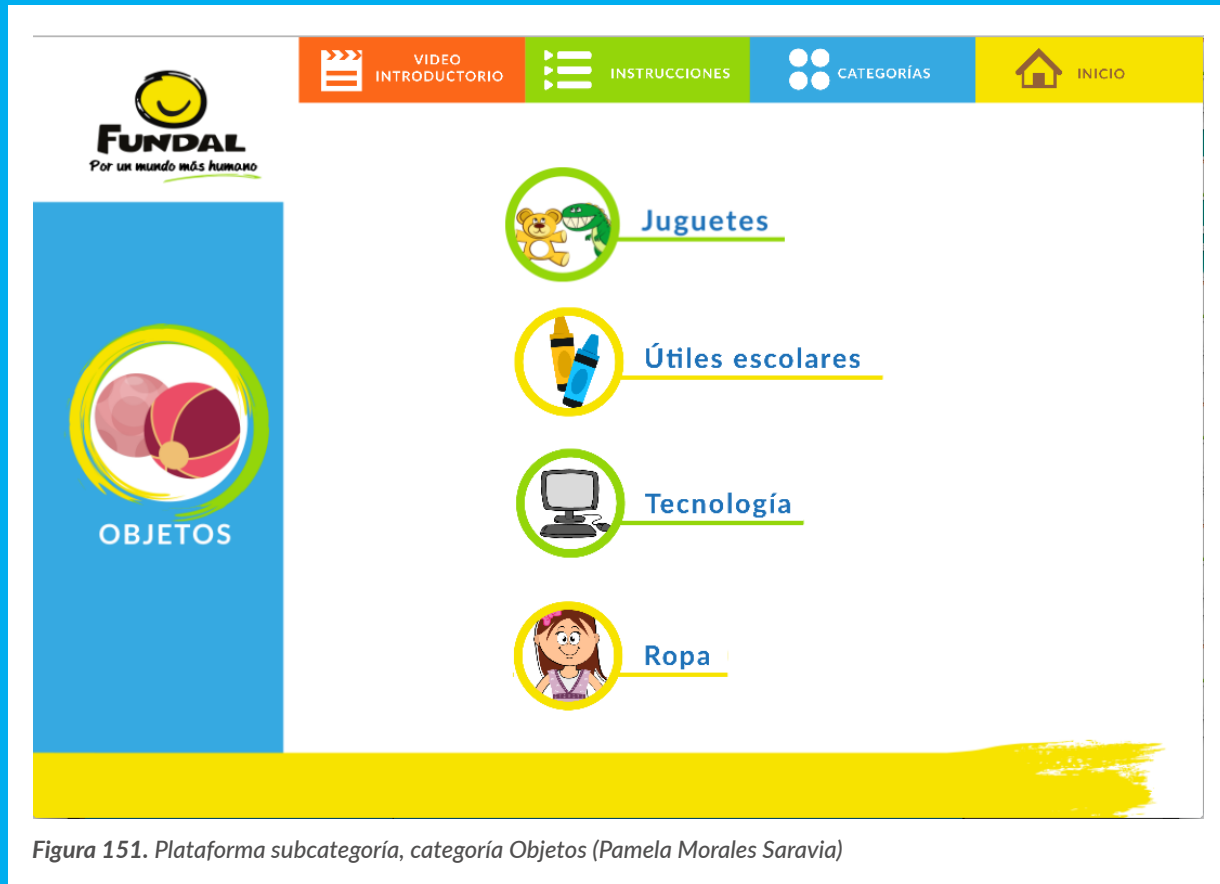 VIDEO
INTRODUCTORIO
INSTRUCCIONES
CATEGORÍAS
INICIO
FUNDAL
Por un mundo más humano
Juguetes
Útiles escolares
Tecnología
Ropa
OBJETOS
Figura 151. Plataforma subcategoría, categoría Objetos (Pamela Morales Saravia)